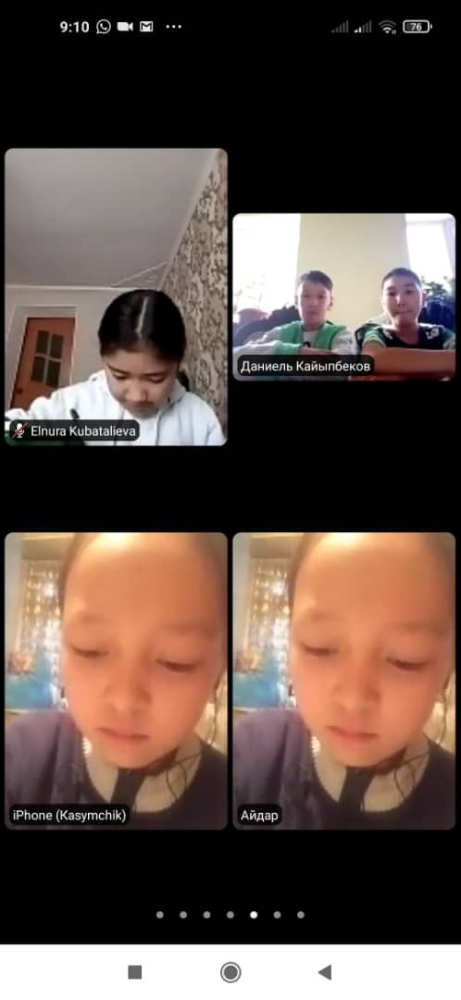 9:10
76
Elnura Kubatalieva
Даниель Кайыпбеков
iPhone (Kasymchik)
Айдар